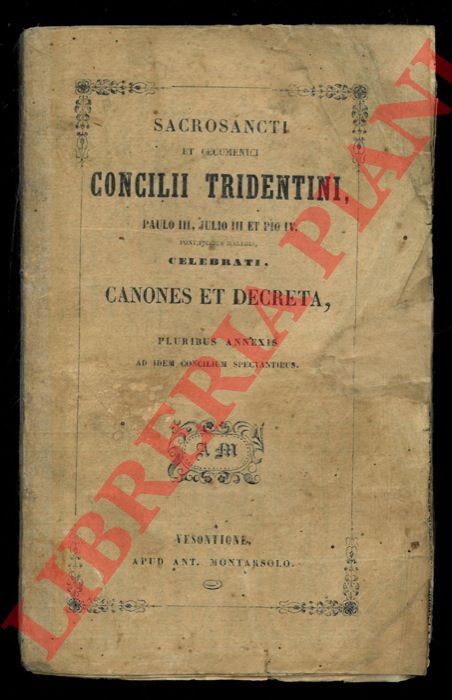 SACROSANCTI
ET OECUMENICI
CONCILII TRIDENTINI,
PAULO III, JULIO III ET PIO IV,
CELEBRATI.
CANONES ET DECRETA,
PLURIBUS ANNEXIS
AD IDEM CONCILIUM SPECTANTIBUS.
AM
VESONTIONE,
APUD ANT. MONTARSOLO.
LIBRERIA PIANI